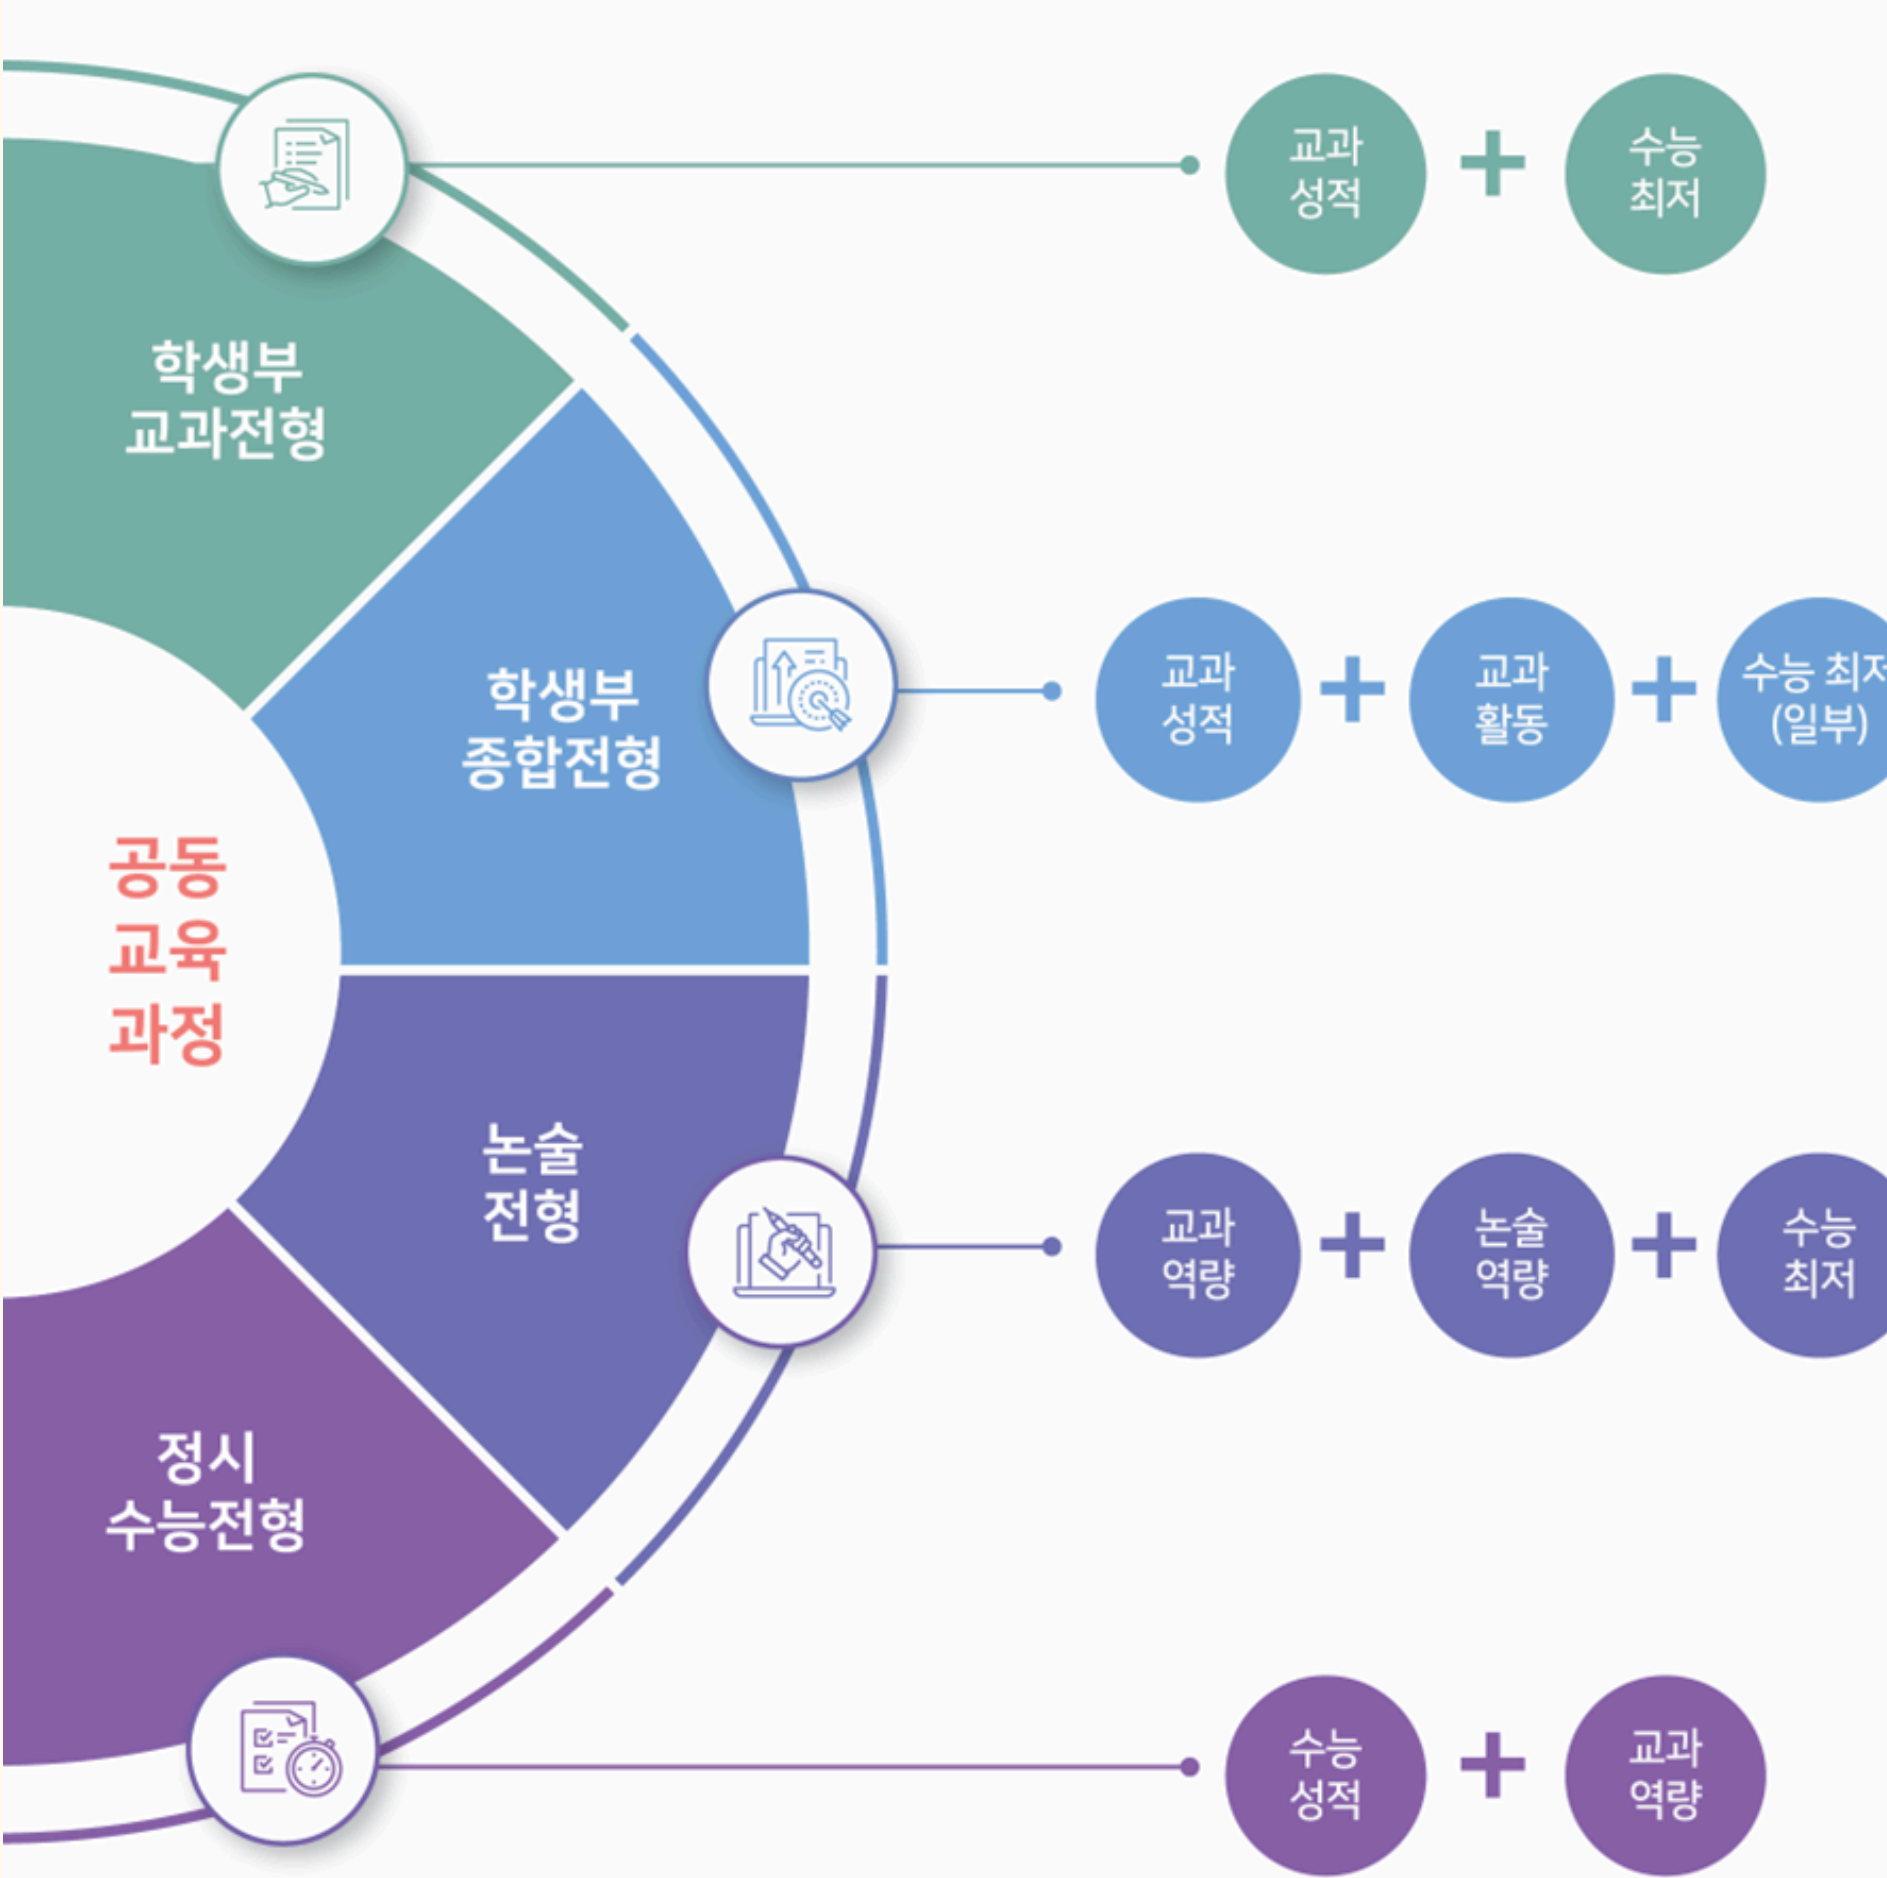 학생부
교과전형
교과
성적
+
수능
최저
학생부
종합전형
교과
성적
+
교과
활동
+
수능 최저
(일부)
공동
교육
과정
논술
전형
교과
역량
+
논술
역량
+
수능
최저
정시
수능전형
수능
성적
+
교과
역량